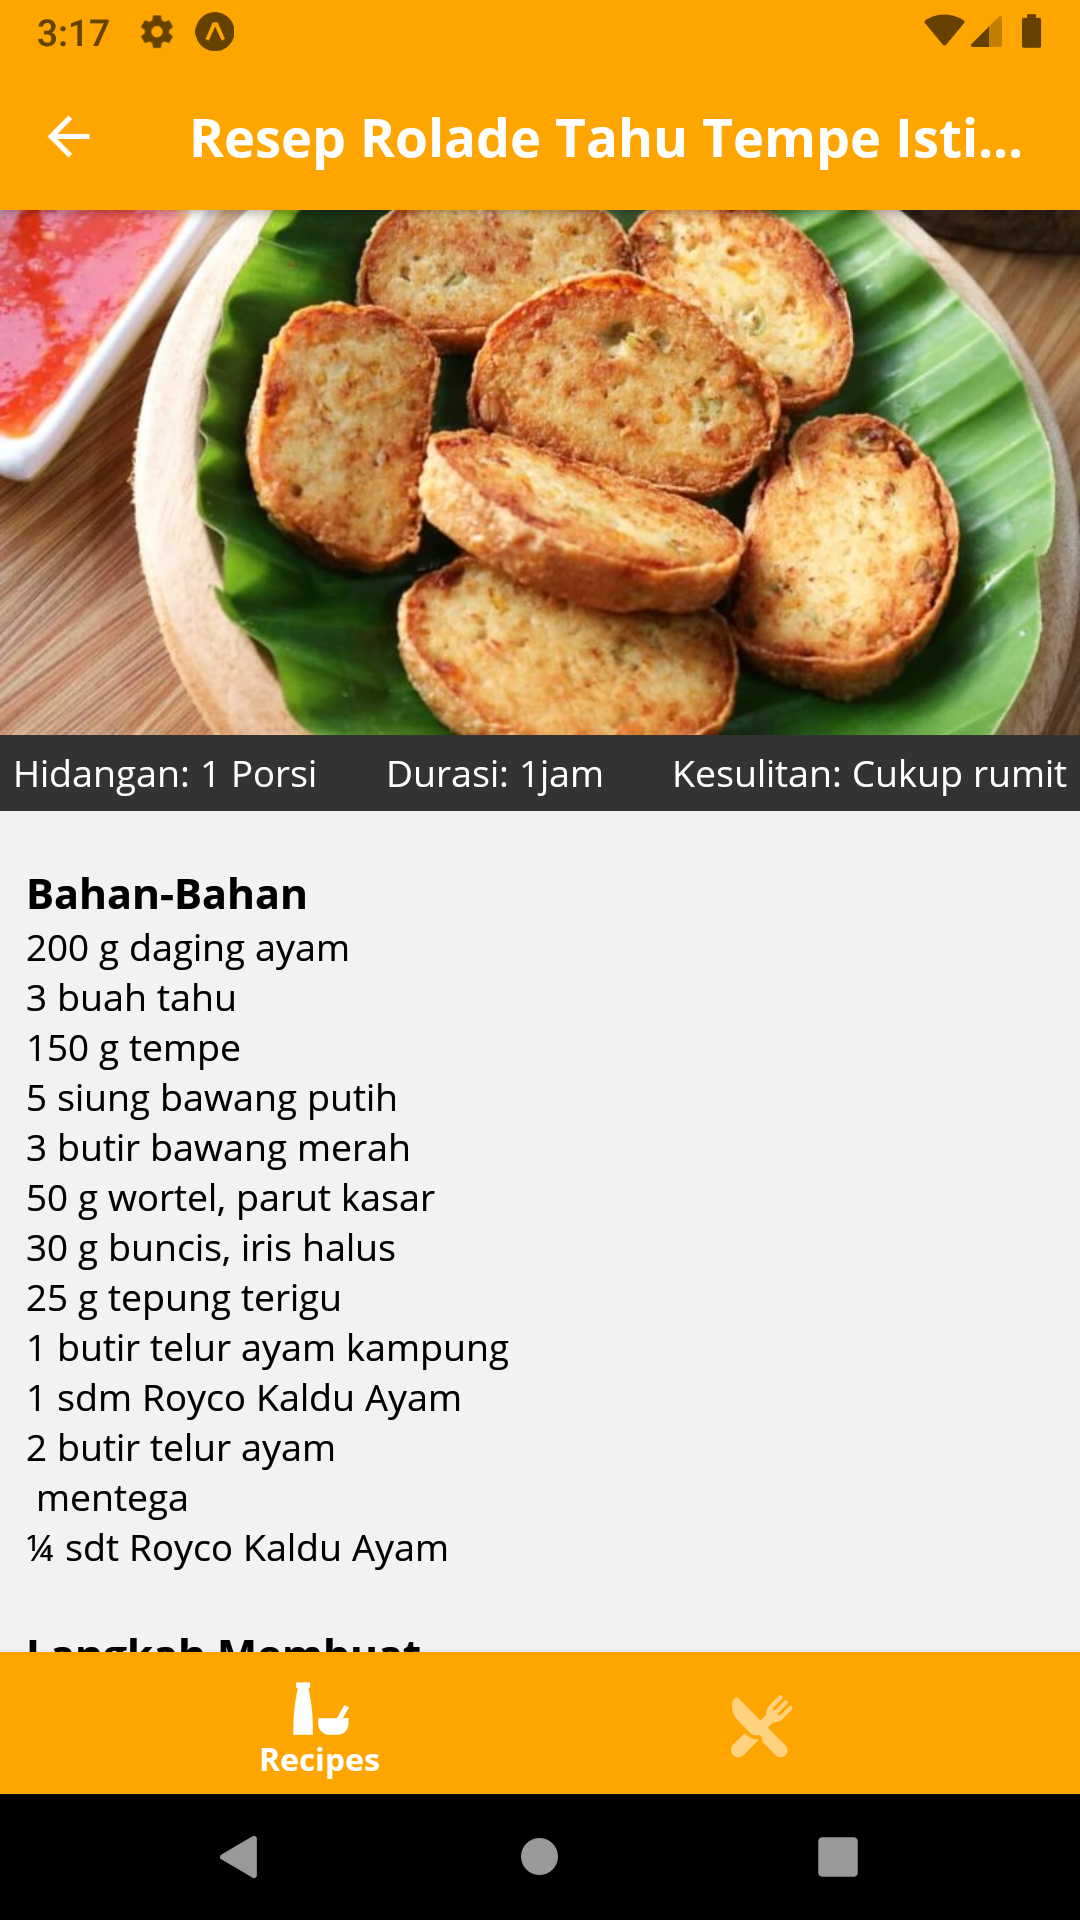 3:17
Resep Rolade Tahu Tempe Isti...
Hidangan: 1 Porsi Durasi: 1jam Kesulitan: Cukup rumit
Bahan-Bahan
200 g daging ayam
3 buah tahu
150 g tempe
5 siung bawang putih
3 butir bawang merah
50 g wortel, parut kasar
30 g buncis, iris halus
25 g tepung terigu
1 butir telur ayam kampung
1 sdm Royco Kaldu Ayam
2 butir telur ayam
mentega
¼ sdt Royco Kaldu Ayam
Langkah Membuat
Recipes